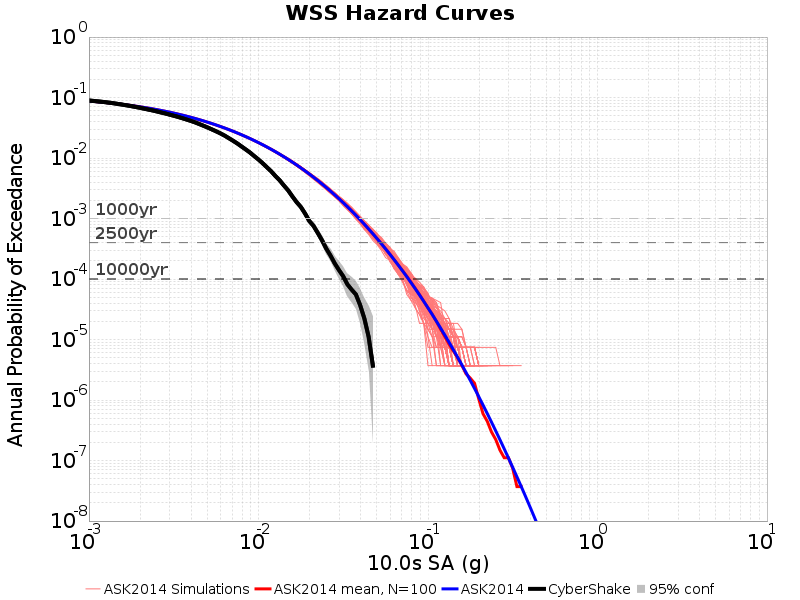 WSS Hazard Curves
Annual Probability of Exceedance
10^0
10^-1
10^-2
10^-3
10^-4
10^-5
10^-6
10^-7
10^-8
1000yr
2500yr
10000yr
10^-3 10^-2 10^-1 10^0 10^1
10.0s SA (g)
ASK2014 Simulations ASK2014 mean, N=100 ASK2014 CyberShake 95% conf